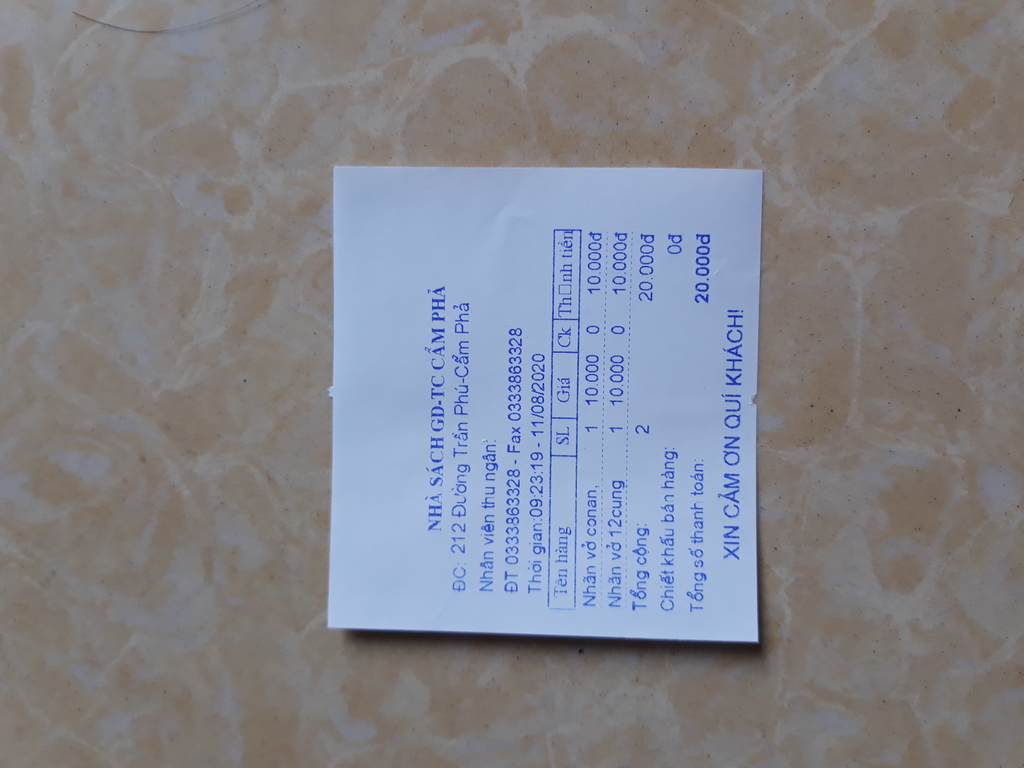 NHÀ SÁCH GD-TC CẨM PHẢ
ĐC: 212 Đường Trần Phú-Cẩm Phả
Nhân viên thu ngân:
ĐT 0333863328 - Fax 0333863328
Thời gian:09:23:19 - 11/08/2020
Tên hàng SL Giá Ck Th□nh tiền
Nhãn vở conan, 1 10.000 0 10.000đ
Nhãn vở 12cung 1 10.000 0 10.000đ
Tổng cộng: 2 20.000đ
Chiết khấu bán hàng: 0đ
Tổng số thanh toán: 20.000đ
XIN CẢM ƠN QUÍ KHÁCH!